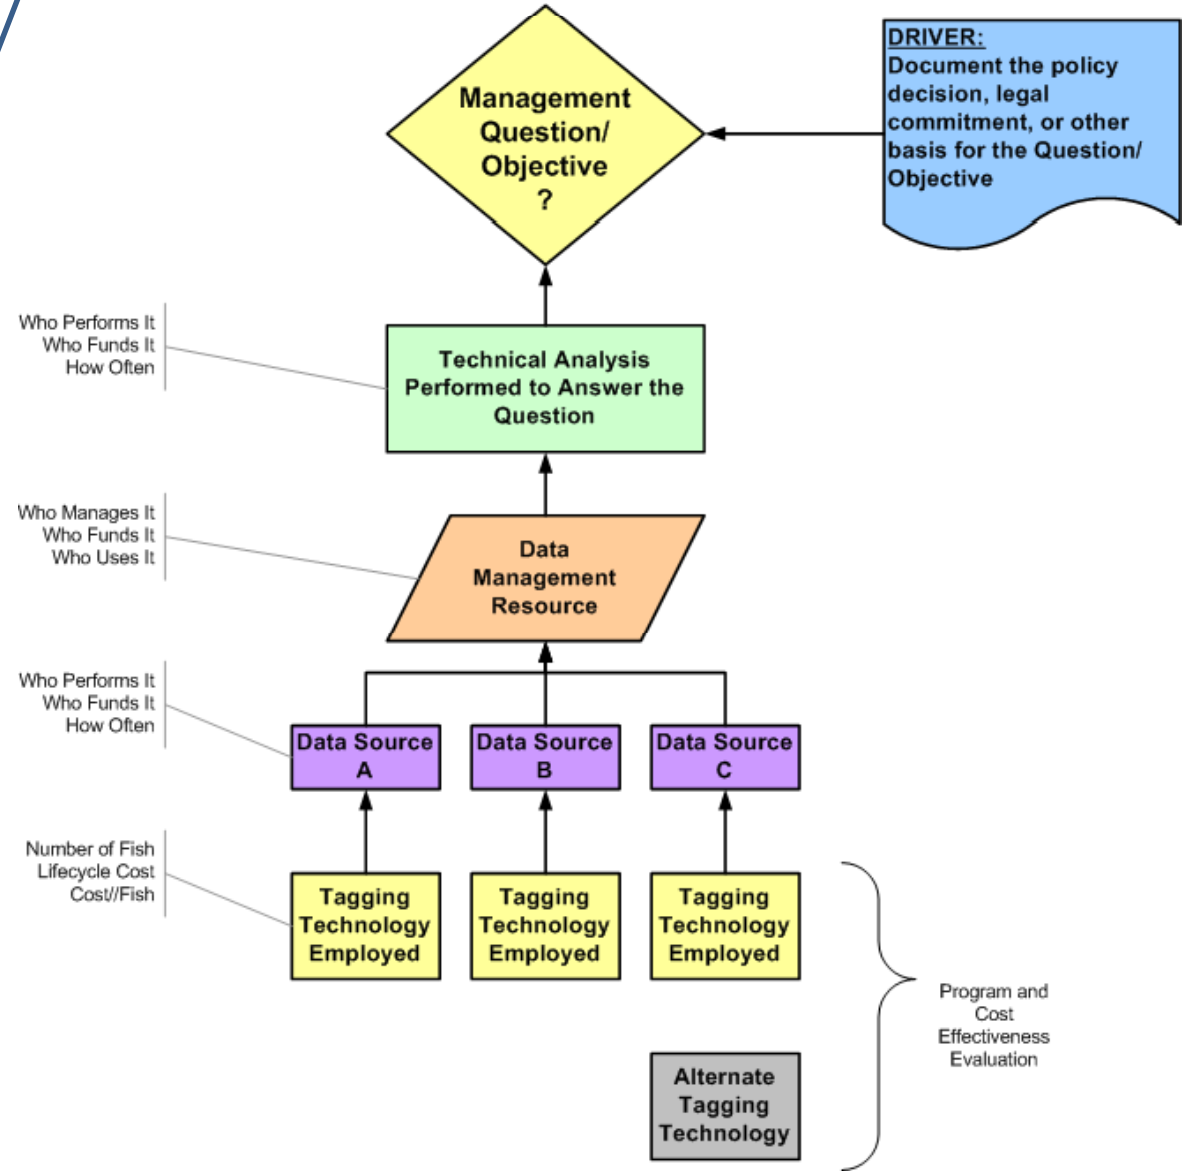 Management
Question/
Objective
?
DRIVER:
Document the policy
decision, legal
commitment, or other
basis for the Question/
Objective
Who Performs It
Who Funds It
How Often
Technical Analysis
Performed to Answer the
Question
Who Manages It
Who Funds It
Who Uses It
Data
Management
Resource
Who Performs It
Who Funds It
How Often
Data Source
A
Data Source
B
Data Source
C
Number of Fish
Lifecycle Cost
Cost//Fish
Tagging
Technology
Employed
Tagging
Technology
Employed
Tagging
Technology
Employed
Program and
Cost
Effectiveness
Evaluation
Alternate
Tagging
Technology